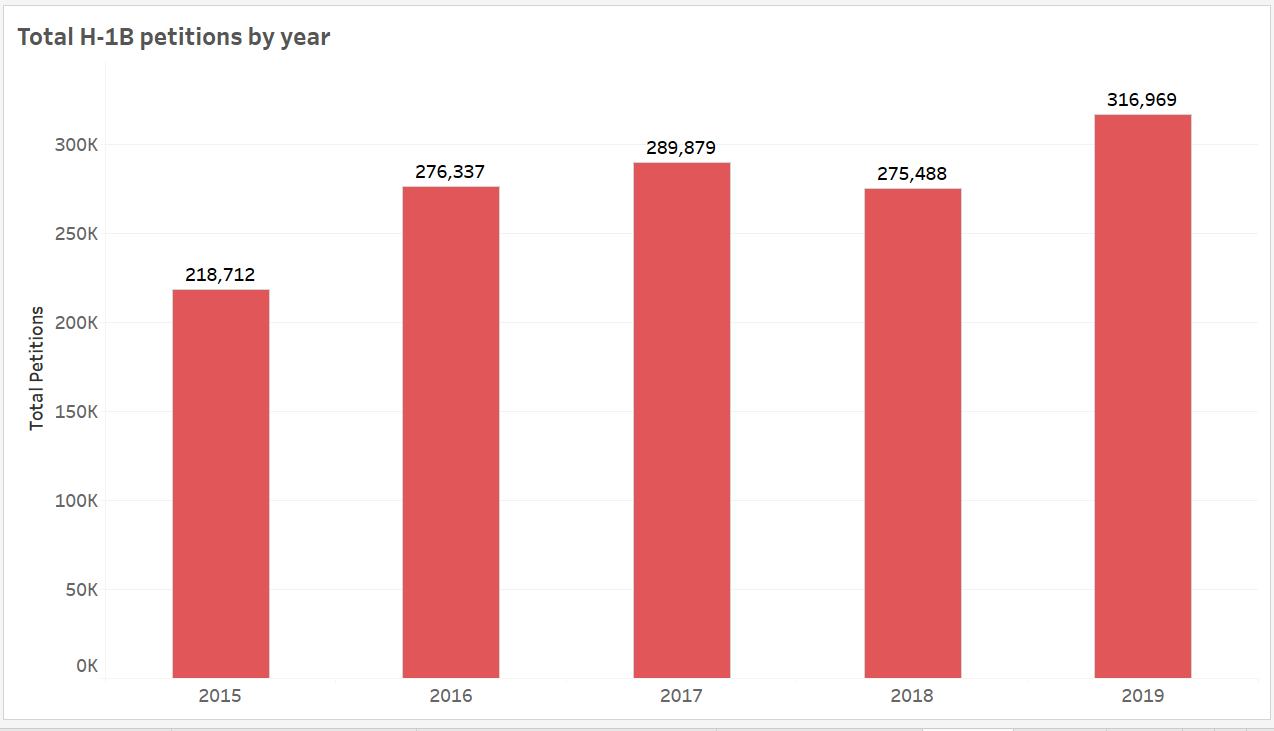 Total H-1B petitions by year
Total Petitions
300K
250K
200K
150K
100K
50K
0K
218,712
276,337
289,879
275,488
316,969
2015
2016
2017
2018
2019